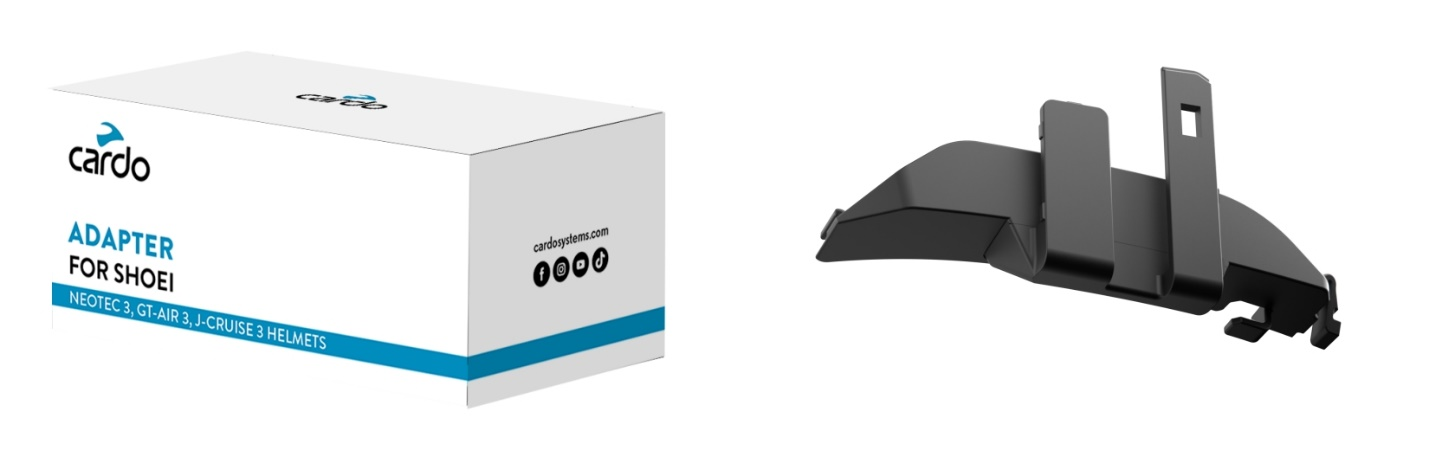 cardo
cardo
ADAPTER
FOR SHOEI
NEOTEC 3, GT-AIR 3, J-CRUISE 3 HELMETS
cardosystems.com